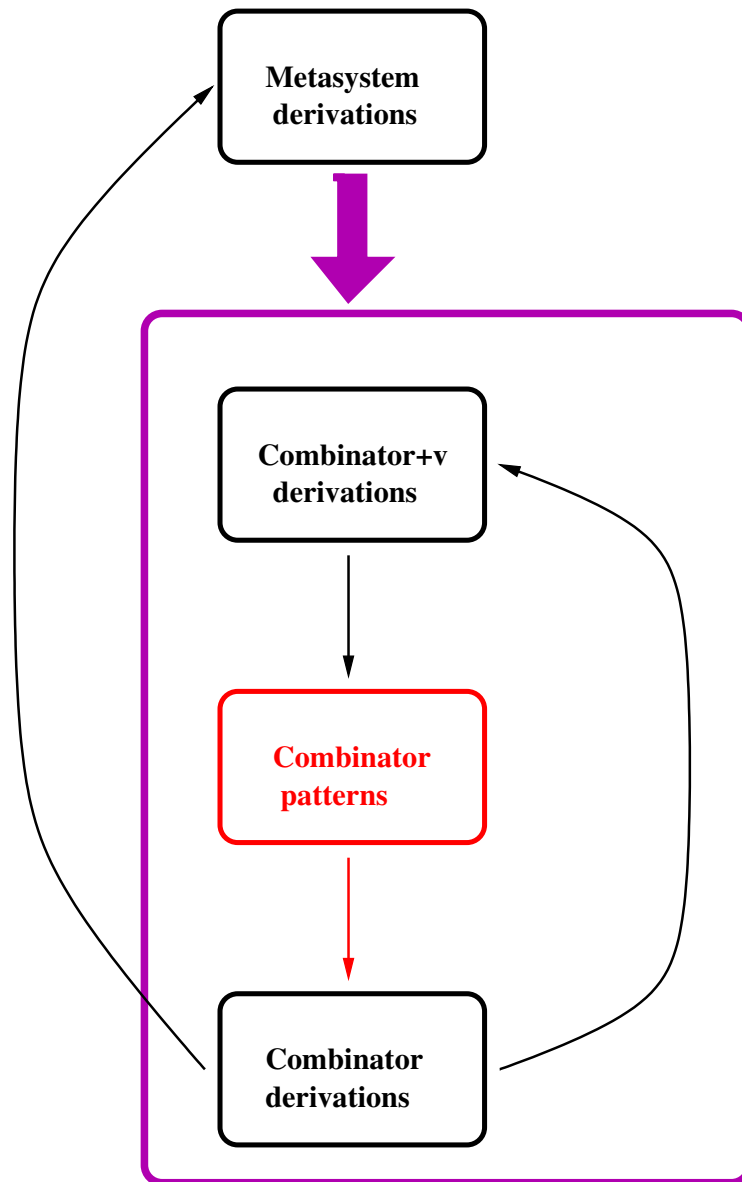 Metasystem
derivations
Combinator+v
derivations
Combinator
patterns
Combinator
derivations